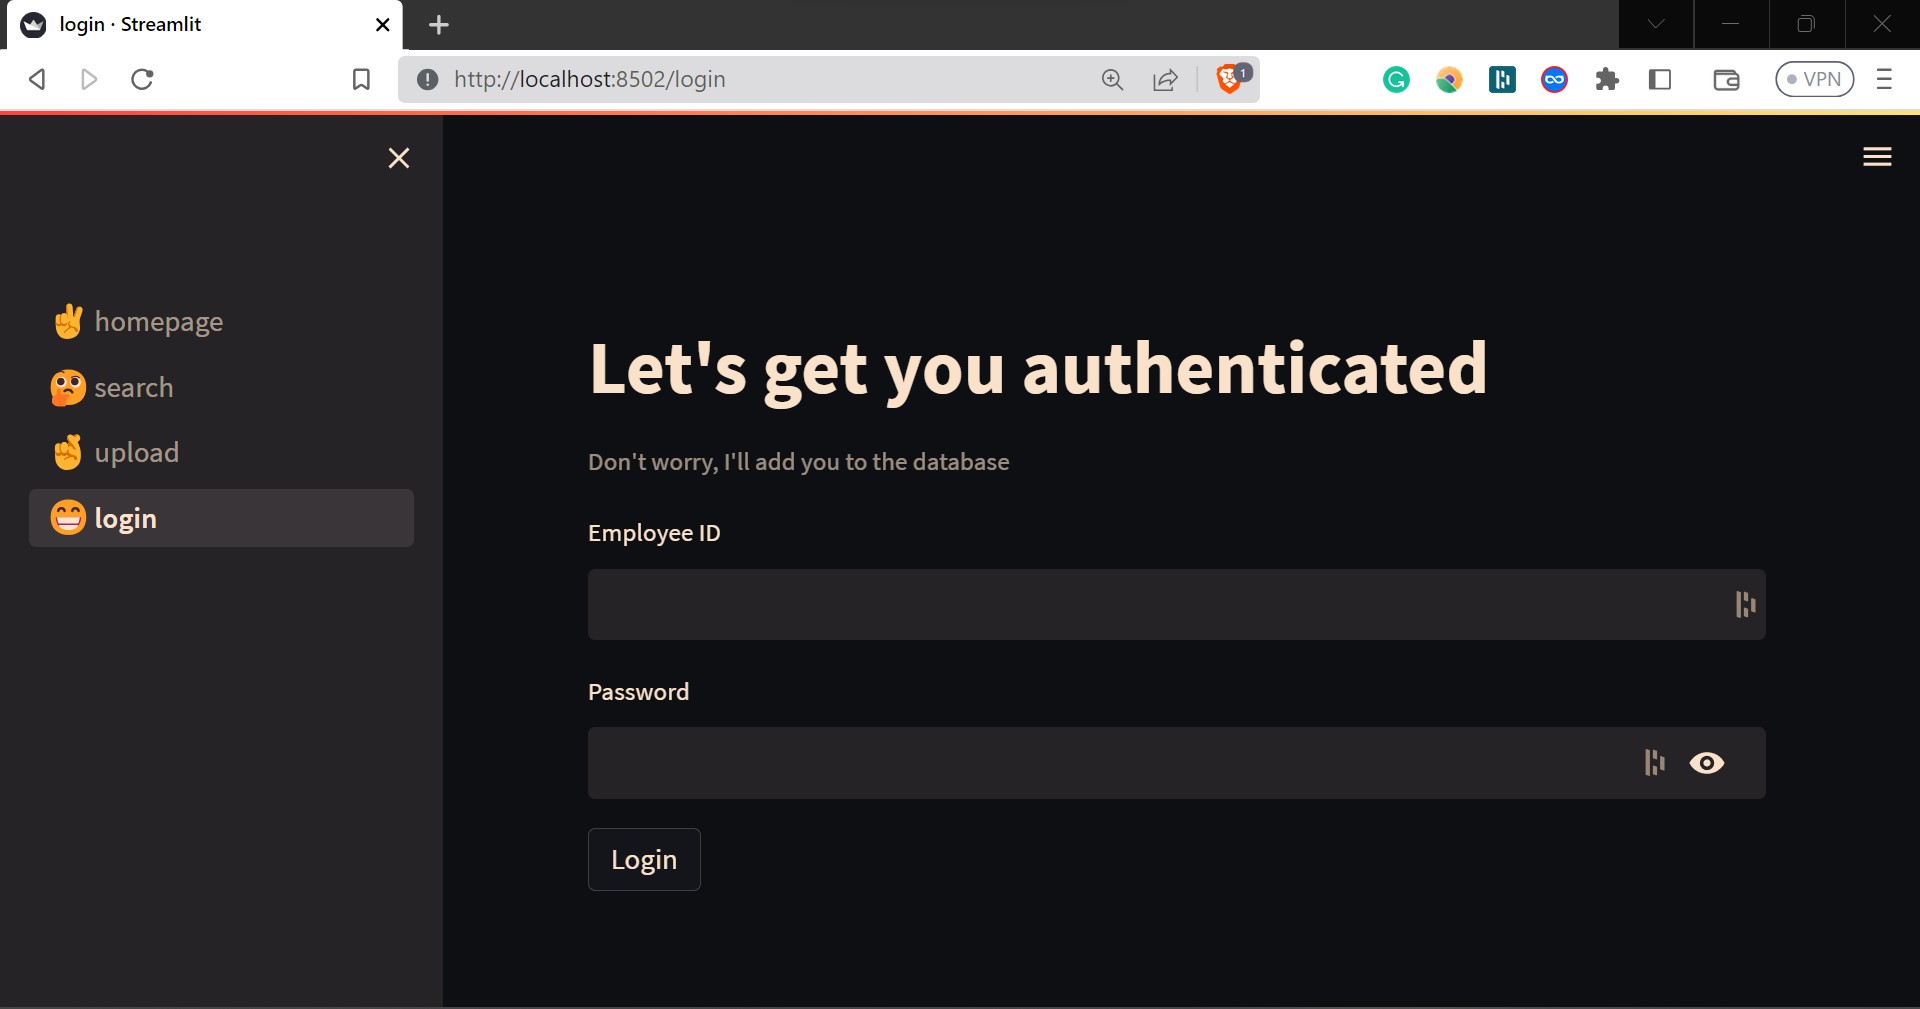 login · Streamlit
http://localhost:8502/login
1
VPN
homepage
search
upload
login
Let's get you authenticated
Don't worry, I'll add you to the database
Employee ID
Password
Login